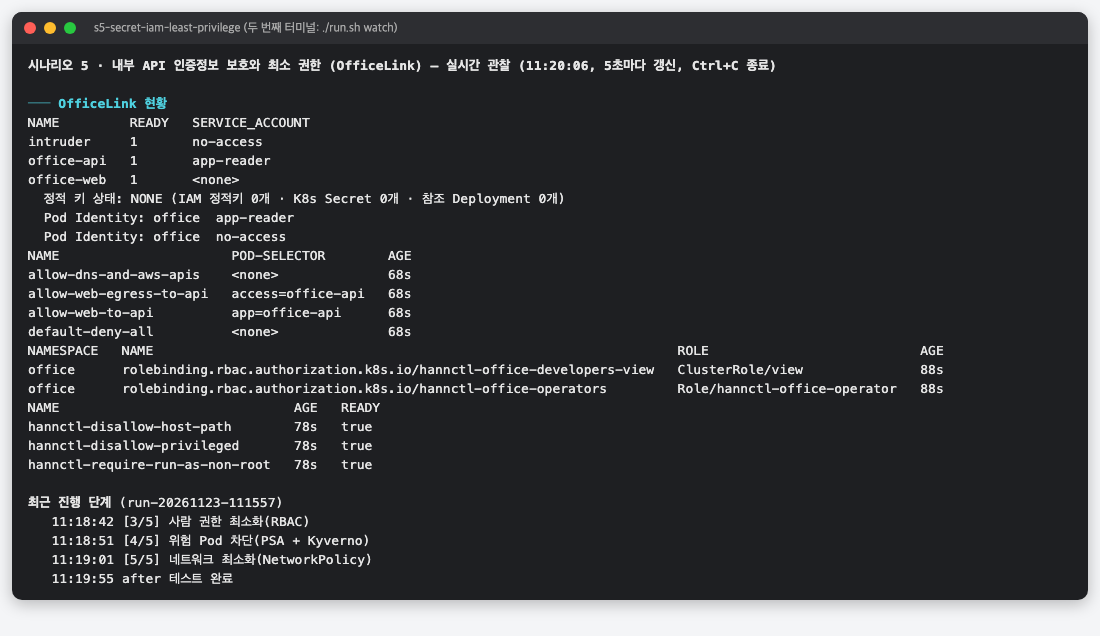 s5-secret-iam-least-privilege (두 번째 터미널: ./run.sh watch)
시나리오 5 · 내부 API 인증정보 보호와 최소 권한 (OfficeLink) — 실시간 관찰 (11:20:06, 5초마다 갱신, Ctrl+C 종료)
─── OfficeLink 현황
NAME READY SERVICE_ACCOUNT
intruder 1 no-access
office-api 1 app-reader
office-web 1 <none>
정적 키 상태: NONE (IAM 정적키 0개 · K8s Secret 0개 · 참조 Deployment 0개)
Pod Identity: office app-reader
Pod Identity: office no-access
NAME POD-SELECTOR AGE
allow-dns-and-aws-apis <none> 68s
allow-web-egress-to-api access=office-api 68s
allow-web-to-api app=office-api 68s
default-deny-all <none> 68s
NAMESPACE NAME ROLE AGE
office rolebinding.rbac.authorization.k8s.io/hannctl-office-developers-view ClusterRole/view 88s
office rolebinding.rbac.authorization.k8s.io/hannctl-office-operators Role/hannctl-office-operator 88s
NAME AGE READY
hannctl-disallow-host-path 78s true
hannctl-disallow-privileged 78s true
hannctl-require-run-as-non-root 78s true
최근 진행 단계 (run-20261123-111557)
11:18:42 [3/5] 사람 권한 최소화(RBAC)
11:18:51 [4/5] 위험 Pod 차단(PSA + Kyverno)
11:19:01 [5/5] 네트워크 최소화(NetworkPolicy)
11:19:55 after 테스트 완료